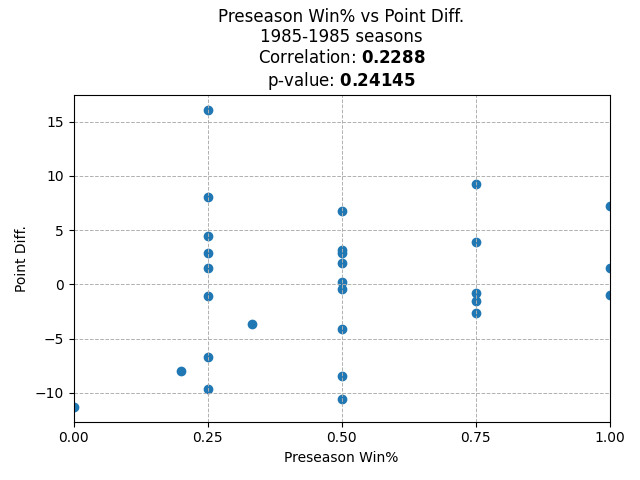 Preseason Win% vs Point Diff.
1985-1985 seasons
Correlation: 0.2288
p-value: 0.24145
15
10
5
0
−5
−10
Point Diff.
0.00 0.25 0.50 0.75 1.00
Preseason Win%